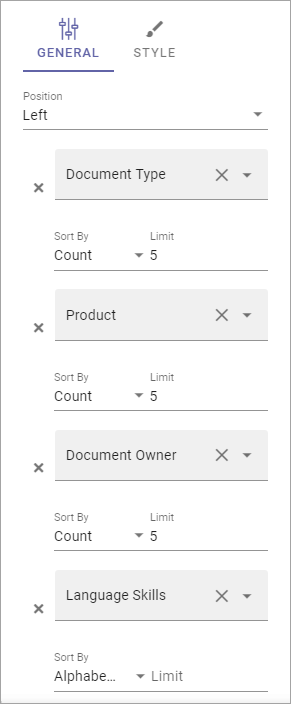 GENERAL STYLE
Position
Left
Document Type
Sort By Limit
Count 5
Product
Sort By Limit
Count 5
Document Owner
Sort By Limit
Count 5
Language Skills
Sort By
Alphabe... Limit